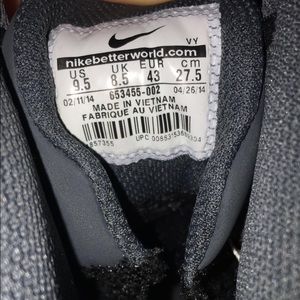 VY
nikebetterworld.com
US UK EUR cm
9.5 8.5 43 27.5
02/11/14 653455-002 04/26/14
MADE IN VIETNAM
FABRIQUE AU VIETNAM
UPC